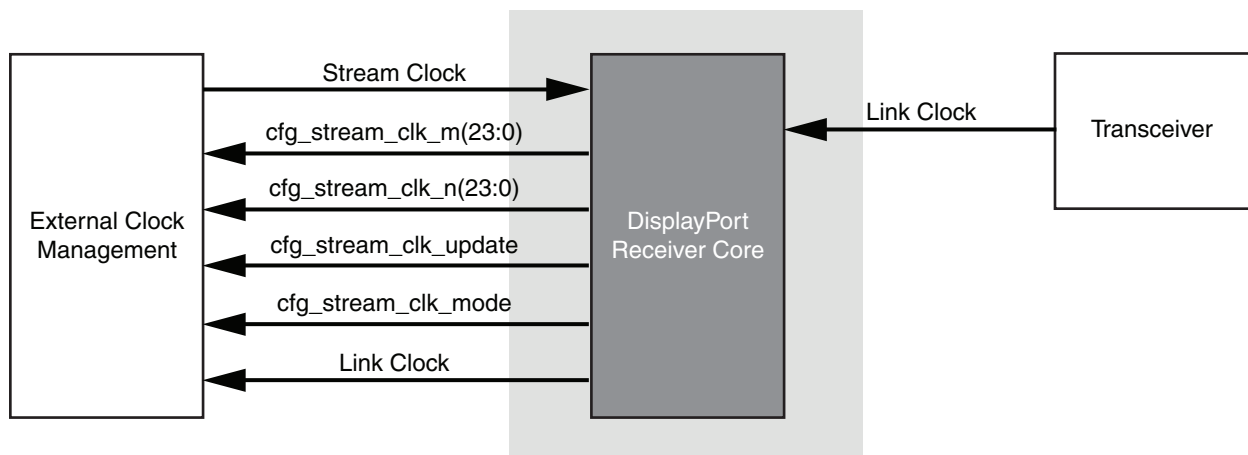 Stream Clock
cfg_stream_clk_m(23:0)
cfg_stream_clk_n(23:0)
cfg_stream_clk_update
cfg_stream_clk_mode
Link Clock
External Clock
Management
DisplayPort
Receiver Core
Link Clock
Transceiver